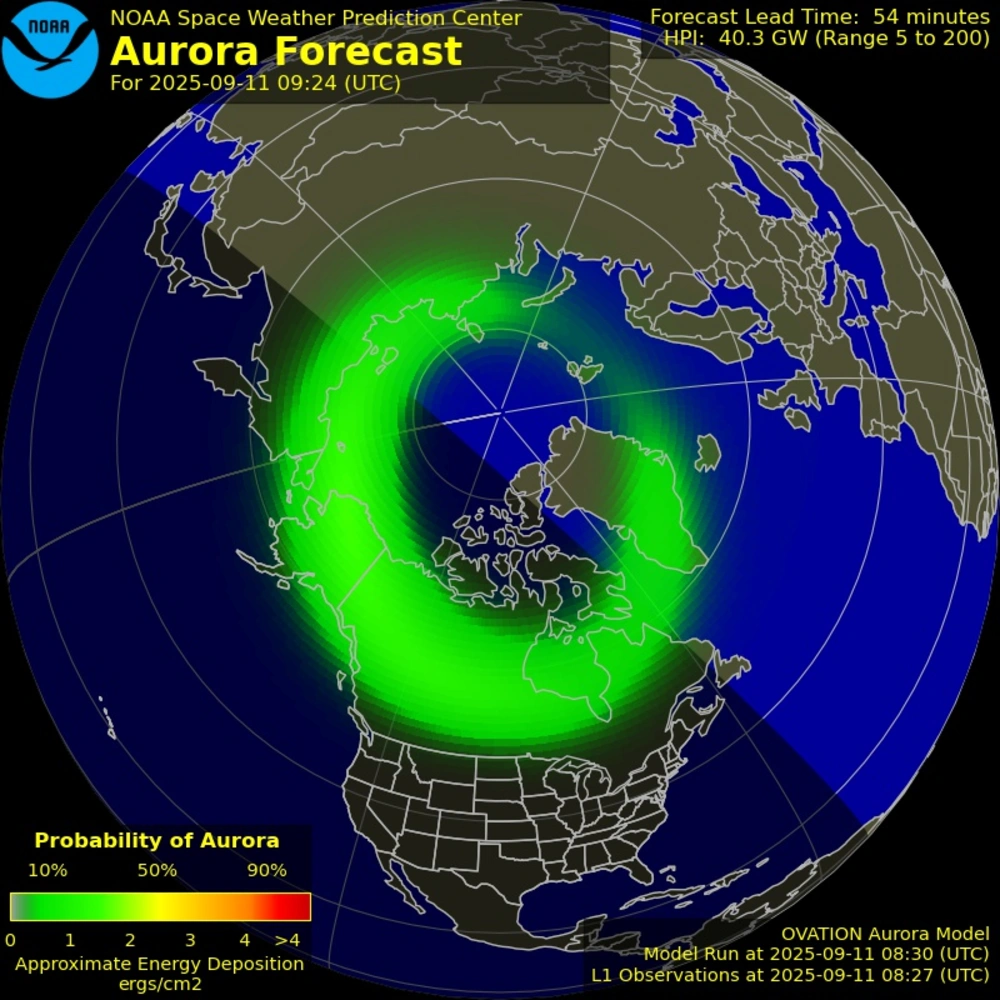 NOAA
NOAA Space Weather Prediction Center
Aurora Forecast
For 2025-09-11 09:24 (UTC)
Forecast Lead Time: 54 minutes
HPI: 40.3 GW (Range 5 to 200)
Probability of Aurora
10% 50% 90%
0 1 2 3 4 >4
Approximate Energy Deposition
ergs/cm2
OVATION Aurora Model
Model Run at 2025-09-11 08:30 (UTC)
L1 Observations at 2025-09-11 08:27 (UTC)